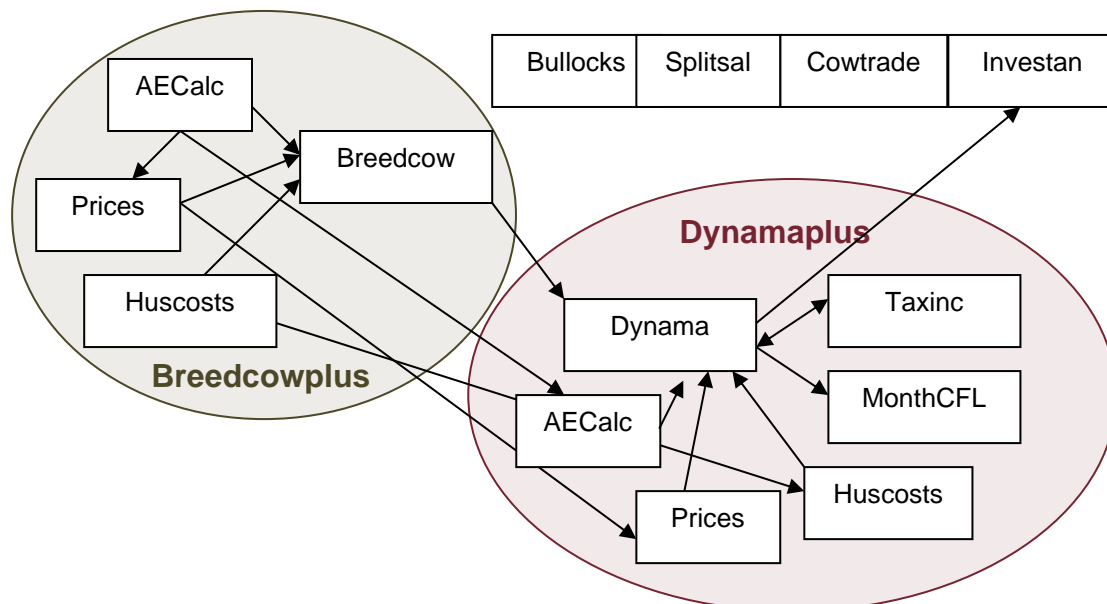 Bullocks Splitsal Cowtrade Investan
AECalc
Breedcow
Prices
Huscosts
Breedcowplus
Dynamaplus
Dynama
Taxinc
MonthCFL
AECalc
Huscosts
Prices